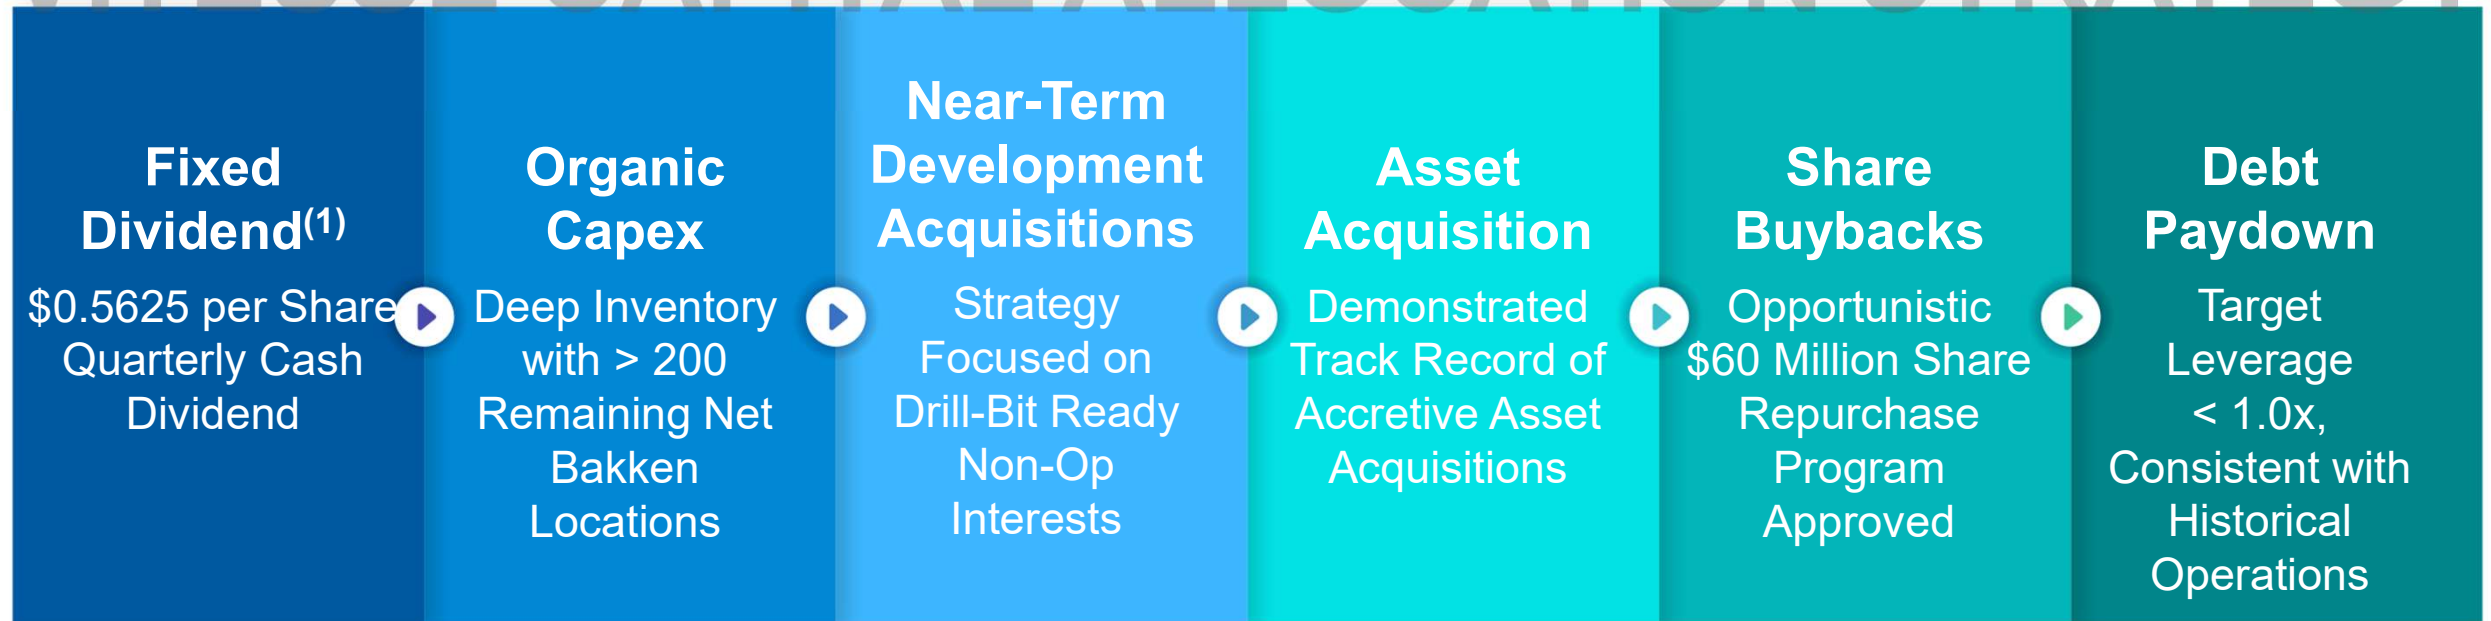 Fixed
Dividend(1)
$0.5625 per Share
Quarterly Cash
Dividend
Organic
Capex
Deep Inventory
with > 200
Remaining Net
Bakken
Locations
Near-Term
Development
Acquisitions
Strategy
Focused on
Drill-Bit Ready
Non-Op
Interests
Asset
Acquisition
Demonstrated
Track Record of
Accretive Asset
Acquisitions
Share
Buybacks
Opportunistic
$60 Million Share
Repurchase
Program
Approved
Debt
Paydown
Target
Leverage
< 1.0x,
Consistent with
Historical
Operations